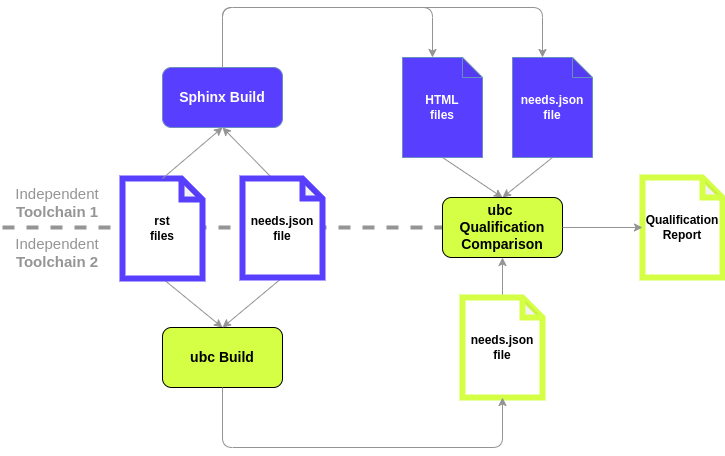 Sphinx Build
HTML
files
needs.json
file
Independent
Toolchain 1
Independent
Toolchain 2
rst
files
needs.json
file
ubc
Qualification
Comparison
Qualification
Report
ubc Build
needs.json
file